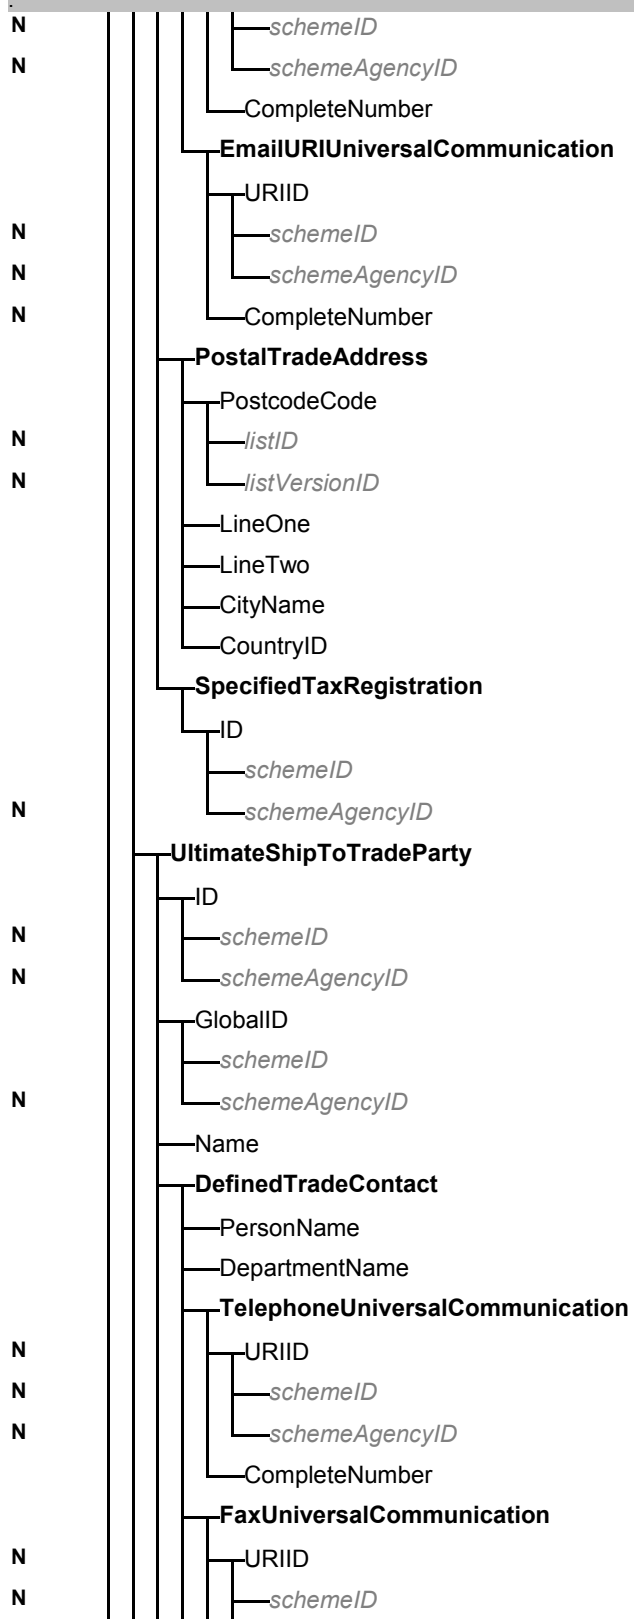 .
N schemeID
N schemeAgencyID
CompleteNumber
EmailURIUniversalCommunication
URIID
N schemeID
N schemeAgencyID
N CompleteNumber
PostalTradeAddress
PostcodeCode
N listID
N listVersionID
LineOne
LineTwo
CityName
CountryID
SpecifiedTaxRegistration
ID
schemeID
N schemeAgencyID
UltimateShipToTradeParty
ID
N schemeID
N schemeAgencyID
GlobalID
schemeID
N schemeAgencyID
Name
DefinedTradeContact
PersonName
DepartmentName
TelephoneUniversalCommunication
N URIID
N schemeID
N schemeAgencyID
CompleteNumber
FaxUniversalCommunication
N URIID
N schemeID